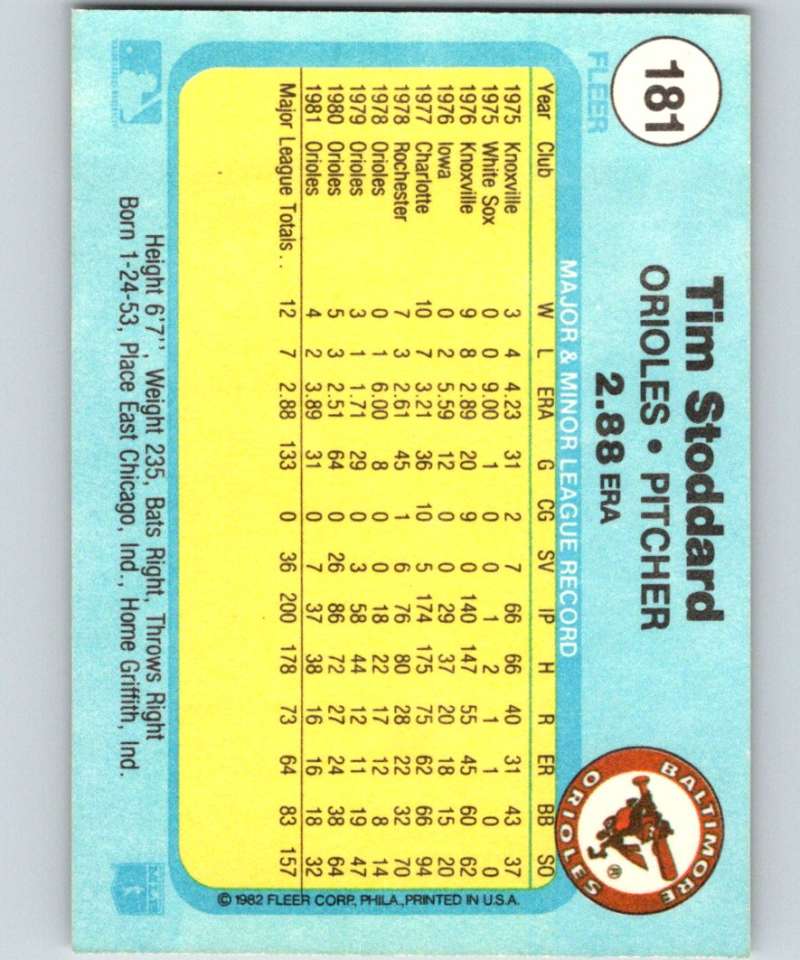 181
FLEER
Tim Stoddard
ORIOLES • PITCHER
2.88 ERA
BALTIMORE
ORIOLES
®
MAJOR & MINOR LEAGUE RECORD
Year Club W L ERA G CG SV IP H R ER BB SO
1975 Knoxville 3 4 4.23 31 2 7 66 66 40 31 43 37
1975 White Sox 0 0 9.00 1 0 0 1 2 1 1 0 0
1976 Knoxville 9 8 2.89 20 9 0 140 147 55 45 60 62
1976 Iowa 0 2 5.59 12 0 0 29 37 20 18 15 20
1977 Charlotte 10 7 3.21 36 10 5 174 175 75 62 66 94
1978 Rochester 7 3 2.61 45 1 6 76 80 28 22 32 70
1978 Orioles 0 1 6.00 8 0 0 18 22 17 12 8 14
1979 Orioles 3 1 1.71 29 0 3 58 44 12 11 19 47
1980 Orioles 5 3 2.51 64 0 26 86 72 27 24 38 64
1981 Orioles 4 2 3.89 31 0 7 37 38 16 16 18 32
Major League Totals . . 12 7 2.88 133 0 36 200 178 73 64 83 157
© 1982 FLEER CORP., PHILA., PRINTED IN U.S.A.
Height 6'7'', Weight 235, Bats Right, Throws Right
Born 1-24-53, Place East Chicago, Ind., Home Griffith, Ind.